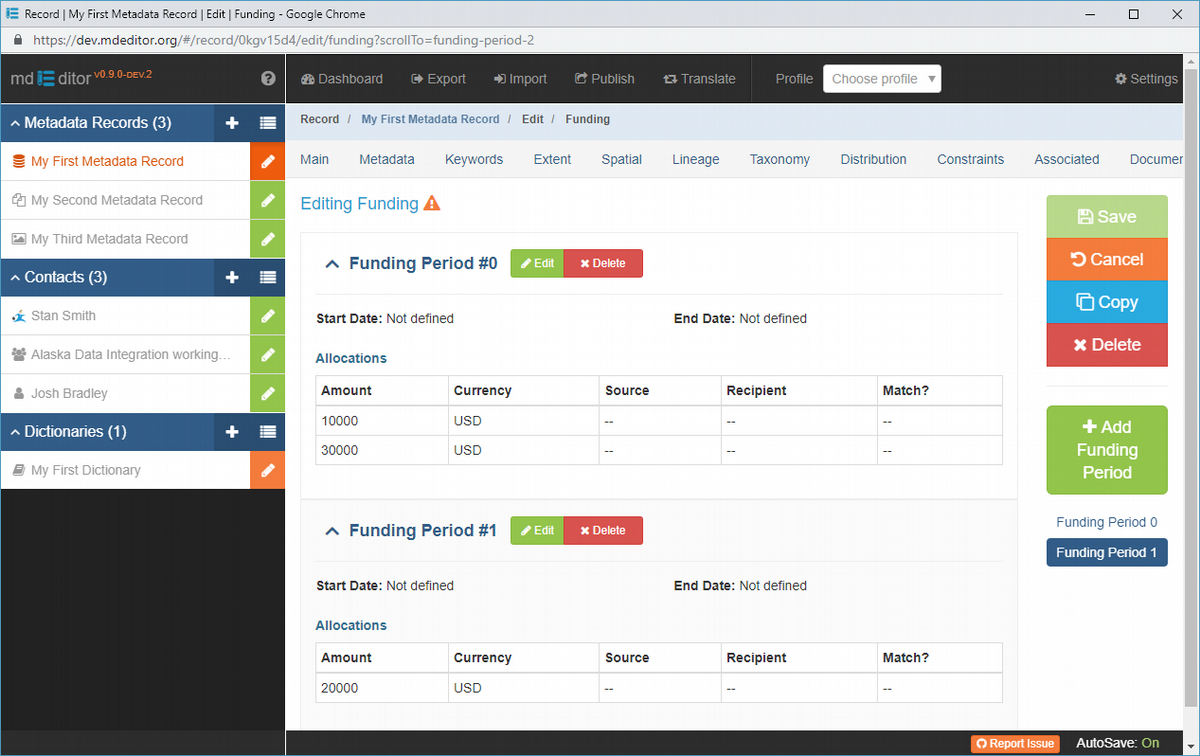 Record | My First Metadata Record | Edit | Funding - Google Chrome
https://dev.mdeditor.org/#/record/0kgv15d4/edit/funding?scrollTo=funding-period-2
md Editor v0.9.0-DEV.2
Dashboard Export Import Publish Translate Profile Choose profile Settings
Metadata Records (3)
My First Metadata Record
My Second Metadata Record
My Third Metadata Record
Contacts (3)
Stan Smith
Alaska Data Integration working...
Josh Bradley
Dictionaries (1)
My First Dictionary
Record / My First Metadata Record / Edit / Funding
Main Metadata Keywords Extent Spatial Lineage Taxonomy Distribution Constraints Associated Documen
Editing Funding
Funding Period #0 Edit Delete
Start Date: Not defined End Date: Not defined
Allocations
Amount Currency Source Recipient Match?
10000 USD -- -- --
30000 USD -- -- --
Funding Period #1 Edit Delete
Start Date: Not defined End Date: Not defined
Allocations
Amount Currency Source Recipient Match?
20000 USD -- -- --
Save
Cancel
Copy
Delete
Add
Funding
Period
Funding Period 0
Funding Period 1
Report Issue AutoSave: On